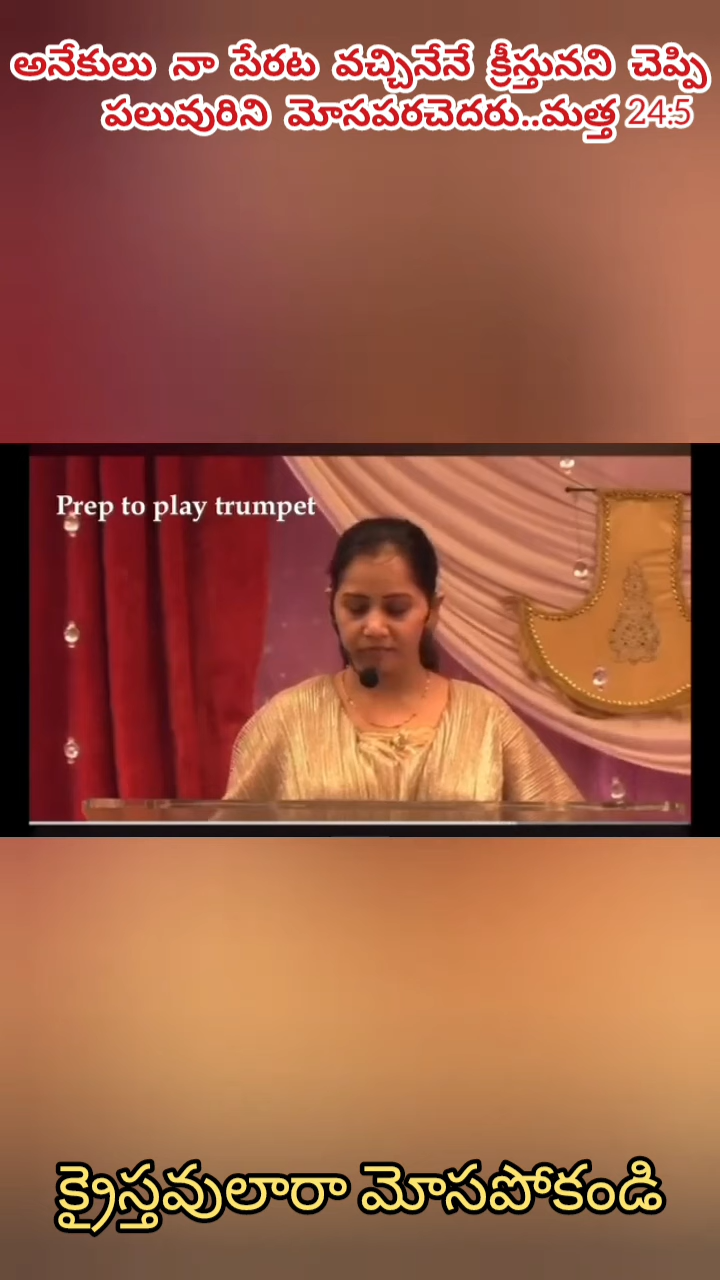 అనేకులు నా పేరట వచ్చినేనే క్రీస్తునని చెప్పి
పలువురిని మోసపరచెదరు..మత్త 24:5
Prep to play trumpet
క్రైస్తవులారా మోసపోకండి